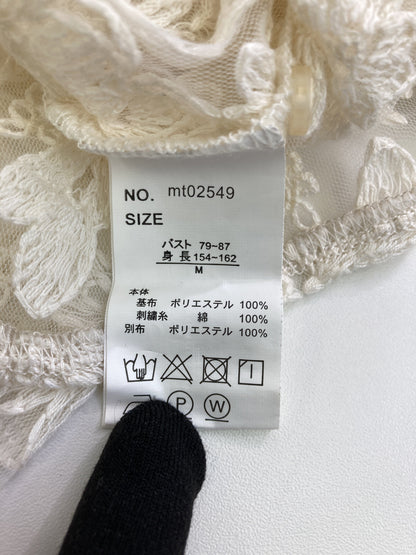 NO. mt02549
SIZE
バスト 79~87
身 長 154~162
M
本体
基布 ポリエステル 100%
刺繍糸 綿 100%
別布 ポリエステル 100%
P W